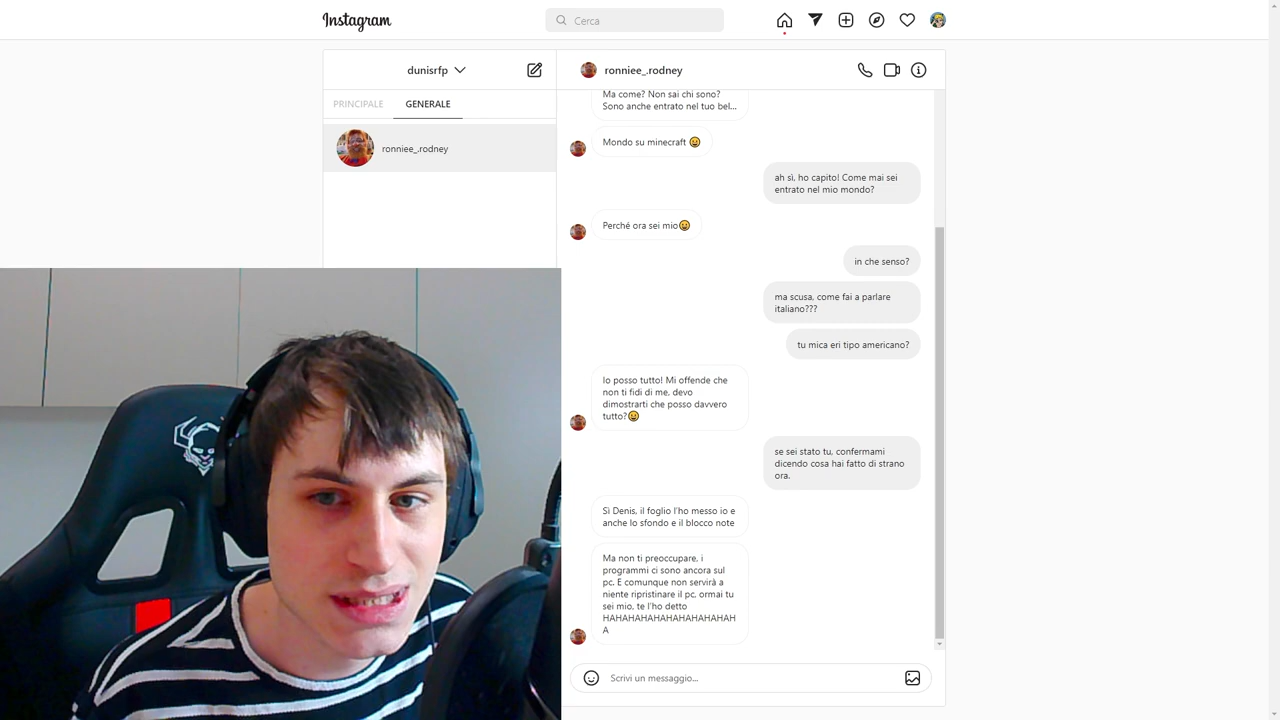 Instagram
Cerca
dunisrfp
ronniee_.rodney
PRINCIPALE
GENERALE
ronniee_.rodney
Ma come? Non sai chi sono?
Sono anche entrato nel tuo bel...
Mondo su minecraft 😀
ah sì, ho capito! Come mai sei
entrato nel mio mondo?
Perché ora sei mio😀
in che senso?
ma scusa, come fai a parlare
italiano???
tu mica eri tipo americano?
Io posso tutto! Mi offende che
non ti fidi di me, devo
dimostrarti che posso davvero
tutto?😀
se sei stato tu, confermami
dicendo cosa hai fatto di strano
ora.
Sì Denis, il foglio l'ho messo io e
anche lo sfondo e il blocco note
Ma non ti preoccupare, i
programmi ci sono ancora sul
pc. E comunque non servirà a
niente ripristinare il pc, ormai tu
sei mio, te l'ho detto
HAHAHAHAHAHAHAHAHAH
A
Scrivi un messaggio...